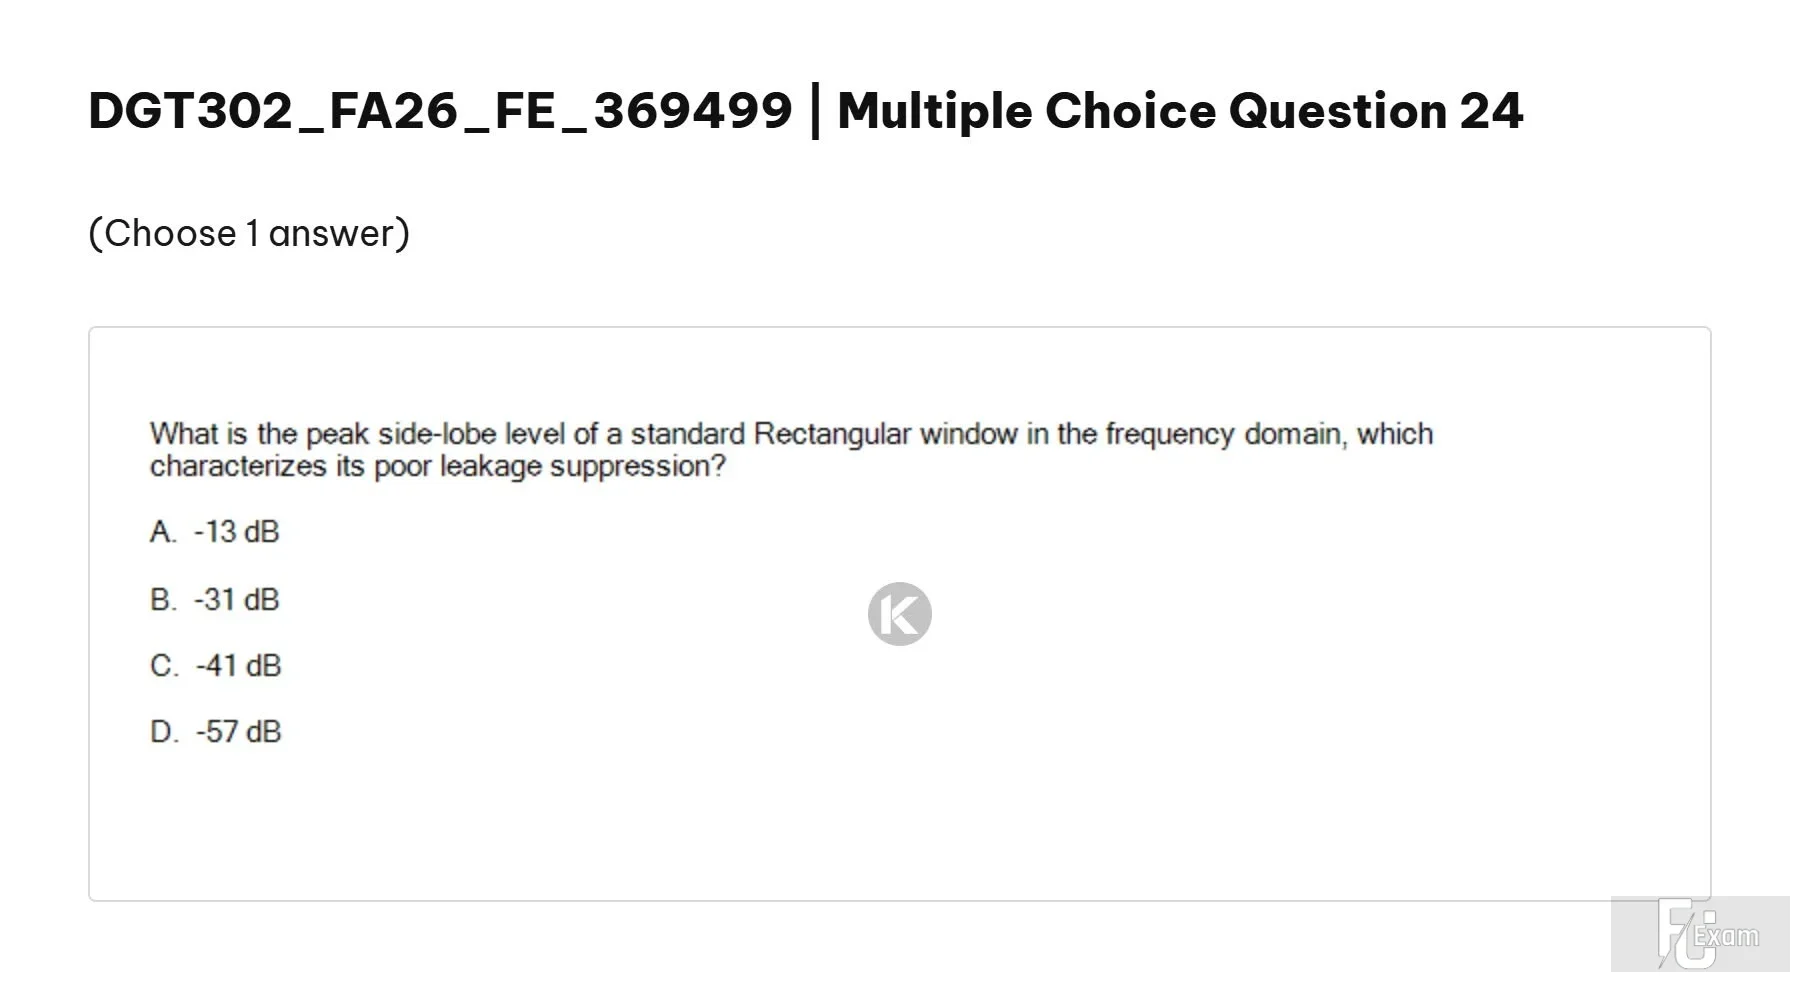 DGT302_FA26_FE_369499 | Multiple Choice Question 24
(Choose 1 answer)
What is the peak side-lobe level of a standard Rectangular window in the frequency domain, which
characterizes its poor leakage suppression?
A. -13 dB
B. -31 dB
C. -41 dB
D. -57 dB
K
FU Exam